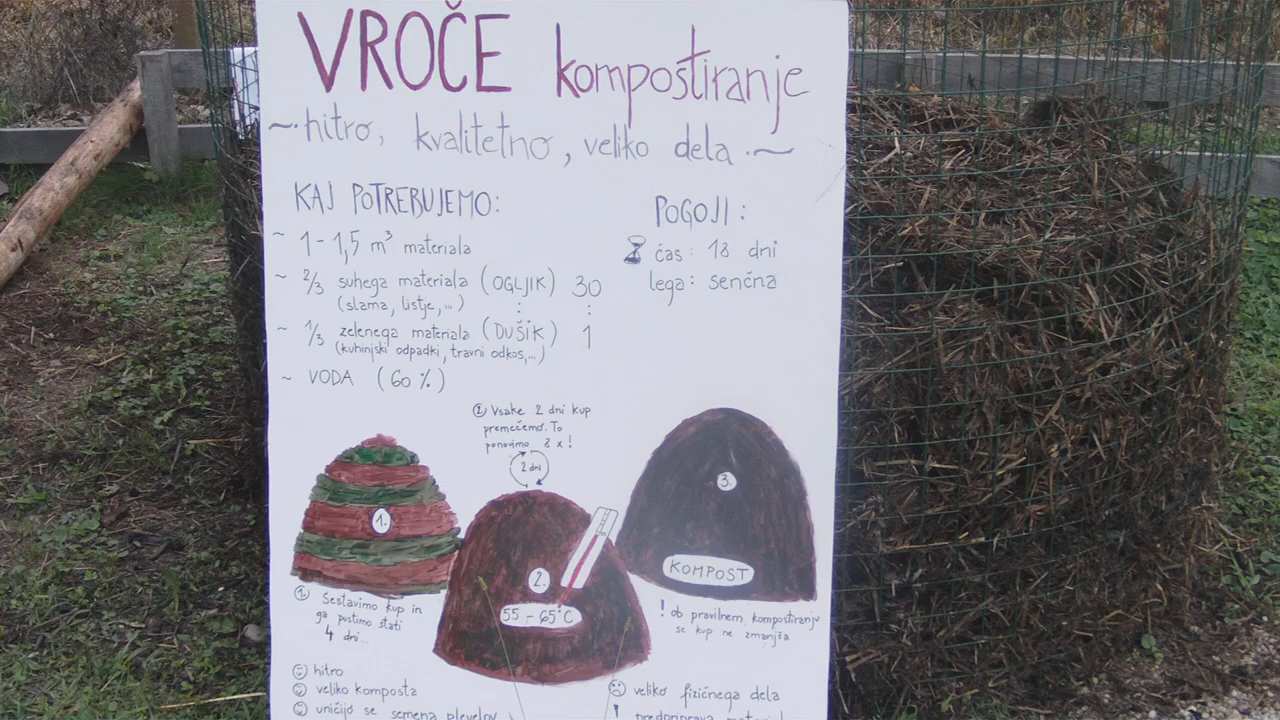 VROČE kompostiranje
~ hitro, kvalitetno, veliko dela ~
KAJ POTREBUJEMO:
~ 1-1,5 m³ materiala
~ 2/3 suhega materiala (OGLJIK) 30
(slama, listje,...) :
~ 1/3 zelenega materiala (DUŠIK) 1
(kuhinjski odpadki, travni odkos,...)
~ VODA (60 %)
POGOJI:
čas: 18 dni
lega: senčna
2. Vsake 2 dni kup
premečemo. To
ponovimo 8 x!
2 dni
1.
2.
55 - 65°C
3.
KOMPOST
1. Sestavimo kup in
ga pustimo stati
4 dni...
! ob pravilnem kompostiranju
se kup ne zmanjša
☺ hitro
☺ veliko komposta
☺ uničijo se semena plevelov
☹ veliko fizičnega dela
! predpriprava